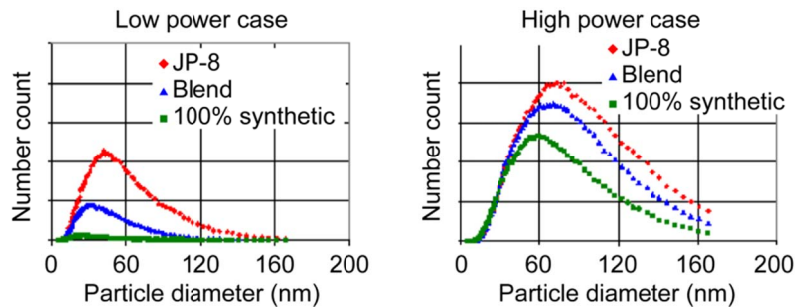 Low power case
Number count
JP-8
Blend
100% synthetic
0 60 120 160 200
Particle diameter (nm)
High power case
Number count
JP-8
Blend
100% synthetic
0 60 120 160 200
Particle diameter (nm)